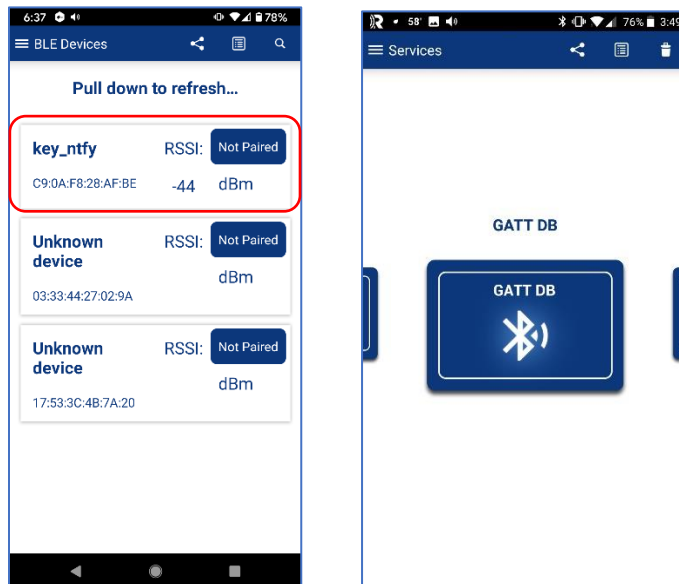 6:37 78%
BLE Devices
Pull down to refresh...
key_ntfy RSSI: Not Paired
C9:0A:F8:28:AF:BE -44 dBm
Unknown device RSSI: Not Paired
dBm
03:33:44:27:02:9A
Unknown device RSSI: Not Paired
dBm
17:53:3C:4B:7A:20
58° 76% 3:49
Services
GATT DB
GATT DB